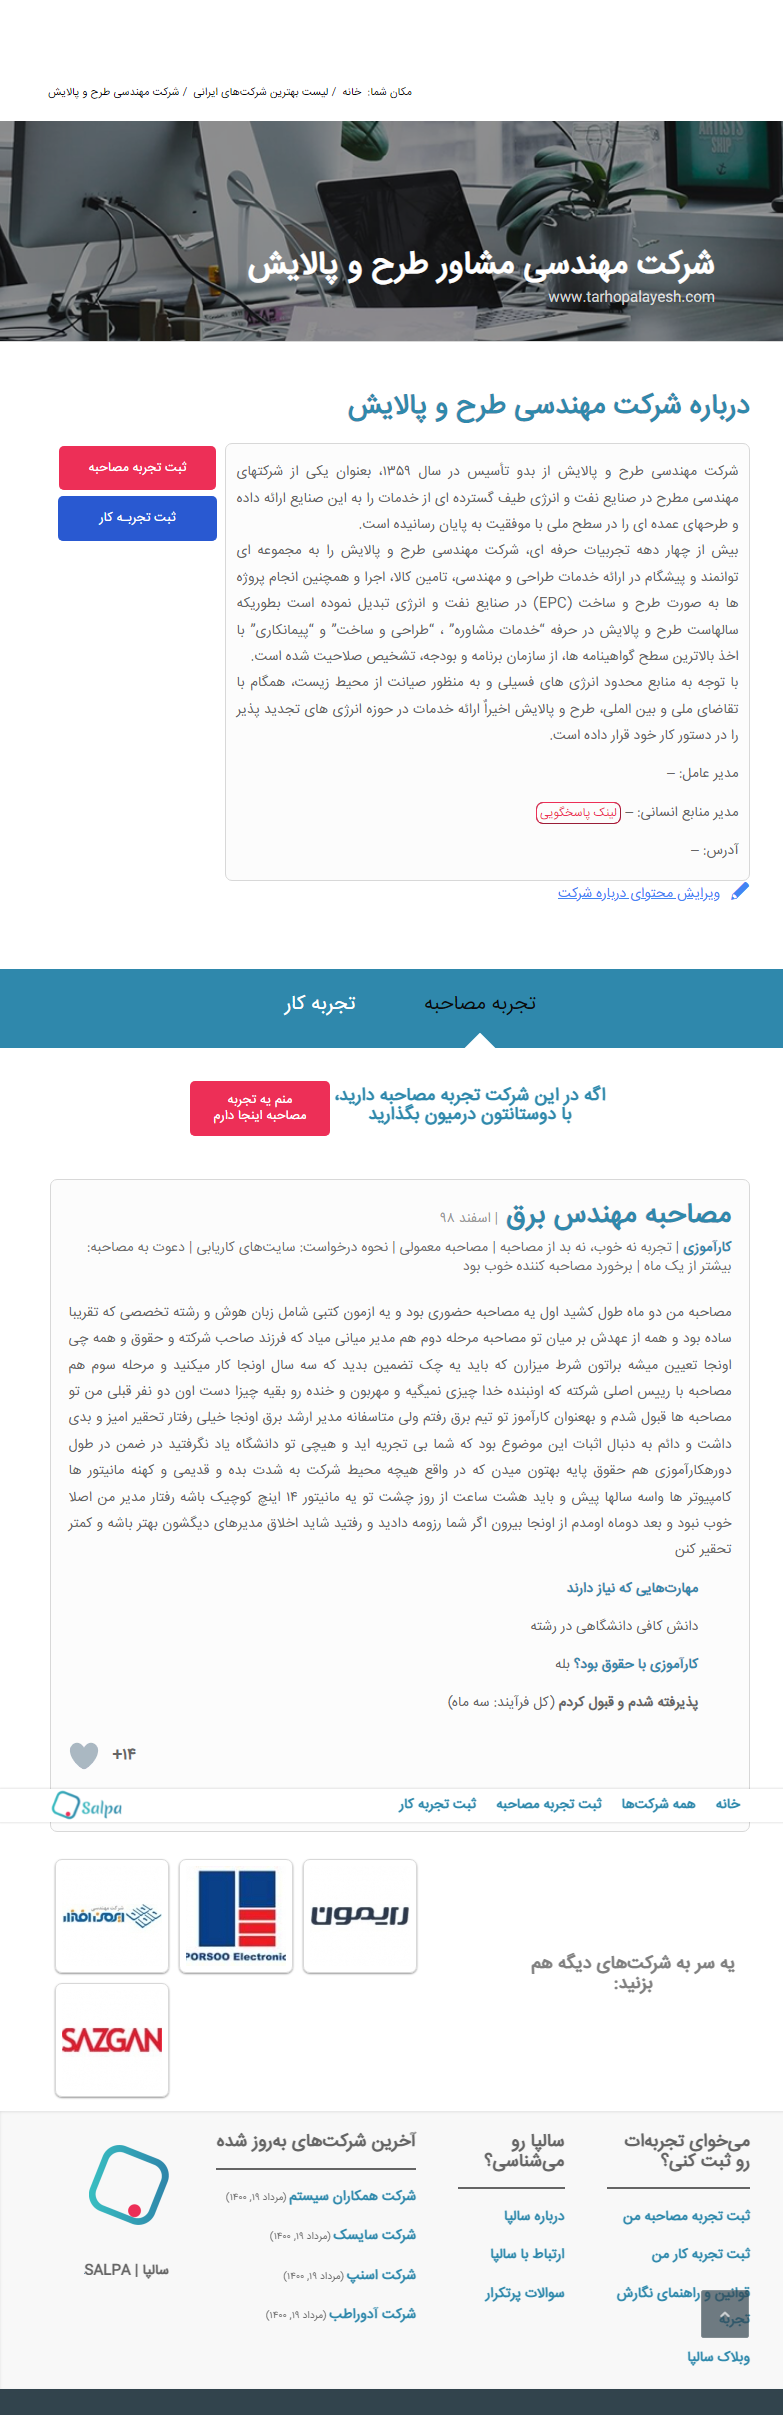 مکان شما: خانه / لیست بهترین شرکت‌های ایرانی / شرکت مهندسی طرح و پالایش
ARTISTS
SHIP
شرکت مهندسی مشاور طرح و پالایش
www.tarhopalayesh.com
درباره شرکت مهندسی طرح و پالایش
ثبت تجربه مصاحبه
ثبت تجربـه کار
شرکت مهندسی طرح و پالایش از بدو تأسیس در سال ۱۳۵۹، بعنوان یکی از شرکتهای
مهندسی مطرح در صنایع نفت و انرژی طیف گسترده ای از خدمات را به این صنایع ارائه داده
و طرحهای عمده ای را در سطح ملی با موفقیت به پایان رسانیده است.
بیش از چهار دهه تجربیات حرفه ای، شرکت مهندسی طرح و پالایش را به مجموعه ای
توانمند و پیشگام در ارائه خدمات طراحی و مهندسی، تامین کالا، اجرا و همچنین انجام پروژه
ها به صورت طرح و ساخت (EPC) در صنایع نفت و انرژی تبدیل نموده است بطوریکه
سالهاست طرح و پالایش در حرفه “خدمات مشاوره” ، “طراحی و ساخت” و “پیمانکاری” با
اخذ بالاترین سطح گواهینامه ها، از سازمان برنامه و بودجه، تشخیص صلاحیت شده است.
با توجه به منابع محدود انرژی های فسیلی و به منظور صیانت از محیط زیست، همگام با
تقاضای ملی و بین المللی، طرح و پالایش اخیراً ارائه خدمات در حوزه انرژی های تجدید پذیر
را در دستور کار خود قرار داده است.
مدیر عامل: –
مدیر منابع انسانی: – لینک پاسخگویی
آدرس: –
ویرایش محتوای درباره شرکت
تجربه مصاحبه
تجربه کار
اگه در این شرکت تجربه مصاحبه دارید،
با دوستانتون درمیون بگذارید
منم یه تجربه
مصاحبه اینجا دارم
مصاحبه مهندس برق | اسفند ۹۸
کارآموزی | تجربه نه خوب، نه بد از مصاحبه | مصاحبه معمولی | نحوه درخواست: سایت‌های کاریابی | دعوت به مصاحبه:
بیشتر از یک ماه | برخورد مصاحبه کننده خوب بود
مصاحبه من دو ماه طول کشید اول یه مصاحبه حضوری بود و یه ازمون کتبی شامل زبان هوش و رشته تخصصی که تقریبا
ساده بود و همه از عهدش بر میان تو مصاحبه مرحله دوم هم مدیر میانی میاد که فرزند صاحب شرکته و حقوق و همه چی
اونجا تعیین میشه براتون شرط میزارن که باید یه چک تضمین بدید که سه سال اونجا کار میکنید و مرحله سوم هم
مصاحبه با رییس اصلی شرکته که اونبنده خدا چیزی نمیگیه و مهربون و خنده رو بقیه چیزا دست اون دو نفر قبلی من تو
مصاحبه ها قبول شدم و بهعنوان کارآموز تو تیم برق رفتم ولی متاسفانه مدیر ارشد برق اونجا خیلی رفتار تحقیر امیز و بدی
داشت و دائم به دنبال اثبات این موضوع بود که شما بی تجریه اید و هیچی تو دانشگاه یاد نگرفتید در ضمن در طول
دورهکارآموزی هم حقوق پایه بهتون میدن که در واقع هیچه محیط شرکت به شدت بده و قدیمی و کهنه مانیتور ها
کامپیوتر ها واسه سالها پیش و باید هشت ساعت از روز چشت تو یه مانیتور ۱۴ اینچ کوچیک باشه رفتار مدیر من اصلا
خوب نبود و بعد دوماه اومدم از اونجا بیرون اگر شما رزومه دادید و رفتید شاید اخلاق مدیرهای دیگشون بهتر باشه و کمتر
تحقیر کنن
مهارت‌هایی که نیاز دارند
دانش کافی دانشگاهی در رشته
کارآموزی با حقوق بود؟ بله
پذیرفته شدم و قبول کردم (کل فرآیند: سه ماه)
+۱۴
خانه همه شرکت‌ها ثبت تجربه مصاحبه ثبت تجربه کار
Salpa
یه سر به شرکت‌های دیگه هم
بزنید:
رایمون
PORSOO Electronic
شرکت مهندسی
ایمن افزار
SAZGAN
می‌خوای تجربه‌ات
رو ثبت کنی؟
ثبت تجربه مصاحبه من
ثبت تجربه کار من
قوانین و راهنمای نگارش
تجربه
وبلاگ سالپا
سالپا رو
می‌شناسی؟
درباره سالپا
ارتباط با سالپا
سوالات پرتکرار
آخرین شرکت‌های به‌روز شده
شرکت همکاران سیستم (مرداد ۱۹, ۱۴۰۰)
شرکت سایسک (مرداد ۱۹, ۱۴۰۰)
شرکت اسنپ (مرداد ۱۹, ۱۴۰۰)
شرکت آدوراطب (مرداد ۱۹, ۱۴۰۰)
سالپا | SALPA